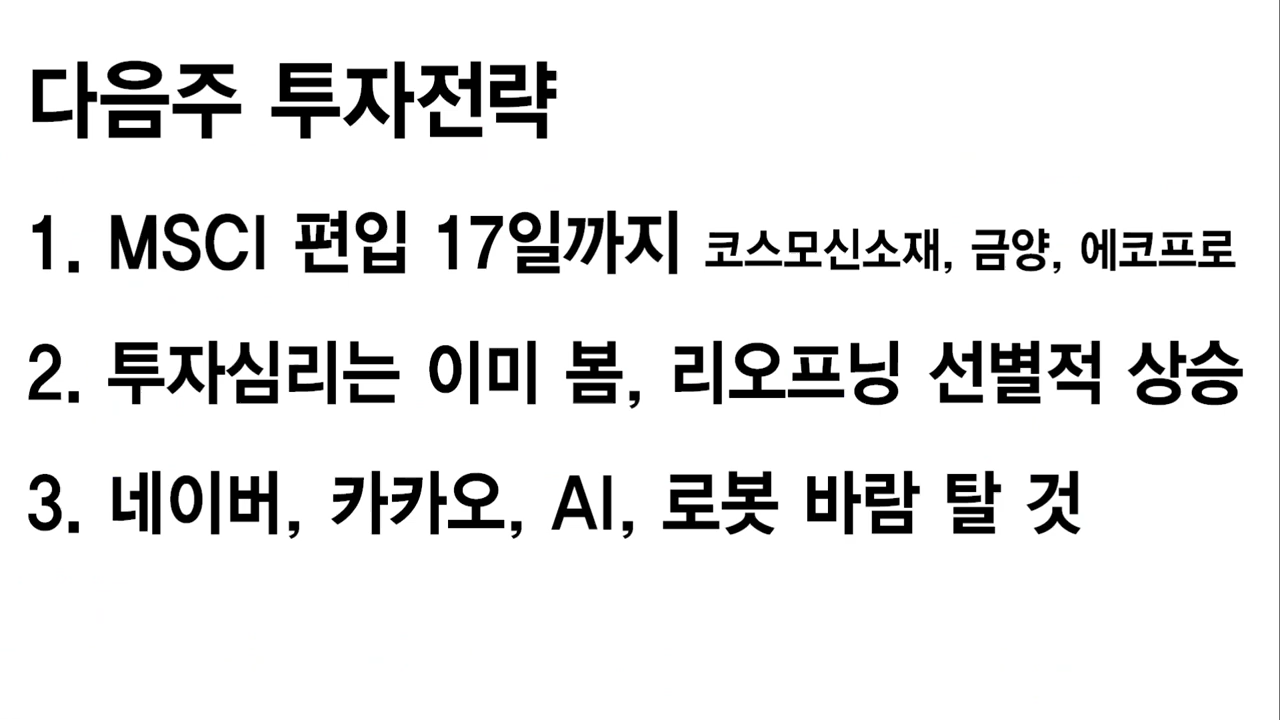 다음주 투자전략
1. MSCI 편입 17일까지 코스모신소재, 금양, 에코프로
2. 투자심리는 이미 봄, 리오프닝 선별적 상승
3. 네이버, 카카오, AI, 로봇 바람 탈 것